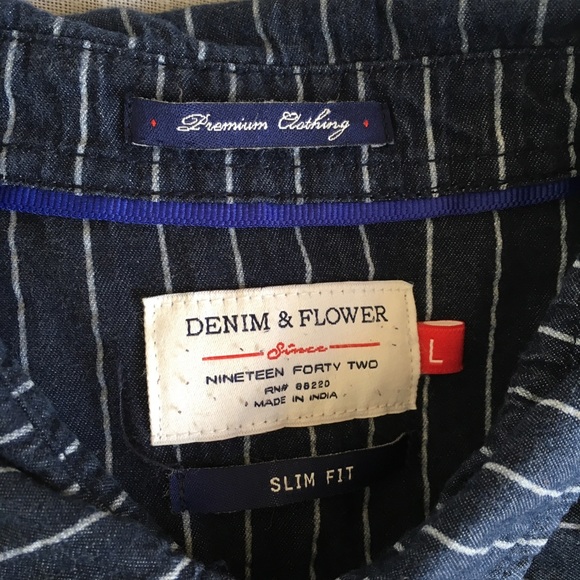 Premium Clothing
DENIM & FLOWER
Since
NINETEEN FORTY TWO
RN# 88220
MADE IN INDIA
L
SLIM FIT